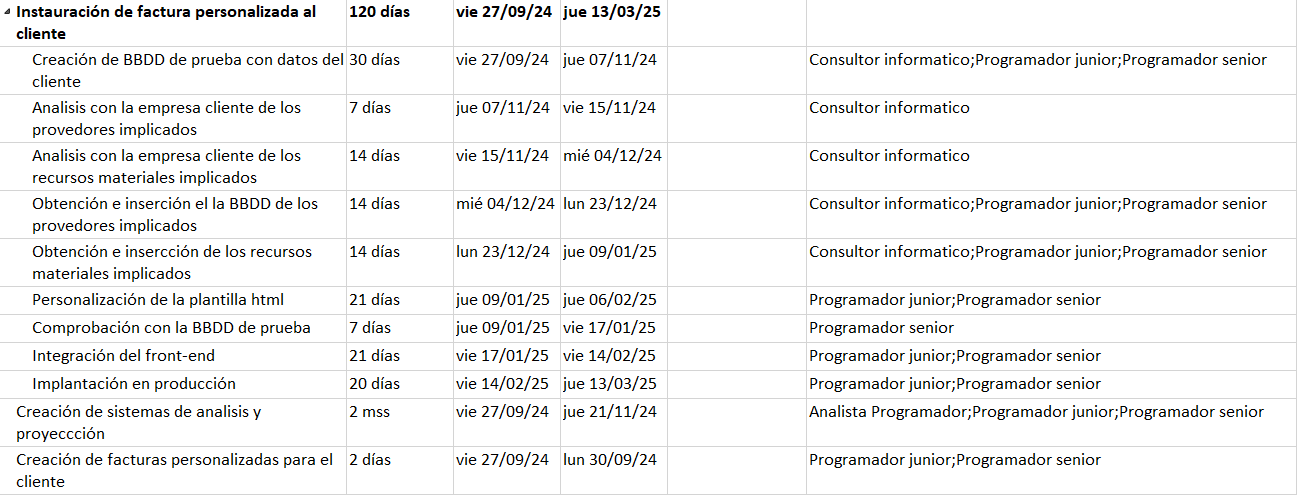 Instauración de factura personalizada al 120 días vie 27/09/24 jue 13/03/25
cliente
Creación de BBDD de prueba con datos del 30 días vie 27/09/24 jue 07/11/24 Consultor informatico;Programador junior;Programador senior
cliente
Analisis con la empresa cliente de los 7 días jue 07/11/24 vie 15/11/24 Consultor informatico
provedores implicados
Analisis con la empresa cliente de los 14 días vie 15/11/24 mié 04/12/24 Consultor informatico
recursos materiales implicados
Obtención e inserción el la BBDD de los 14 días mié 04/12/24 lun 23/12/24 Consultor informatico;Programador junior;Programador senior
provedores implicados
Obtención e insercción de los recursos 14 días lun 23/12/24 jue 09/01/25 Consultor informatico;Programador junior;Programador senior
materiales implicados
Personalización de la plantilla html 21 días jue 09/01/25 jue 06/02/25 Programador junior;Programador senior
Comprobación con la BBDD de prueba 7 días jue 09/01/25 vie 17/01/25 Programador senior
Integración del front-end 21 días vie 17/01/25 vie 14/02/25 Programador junior;Programador senior
Implantación en producción 20 días vie 14/02/25 jue 13/03/25 Programador junior;Programador senior
Creación de sistemas de analisis y 2 mss vie 27/09/24 jue 21/11/24 Analista Programador;Programador junior;Programador senior
proyeccción
Creación de facturas personalizadas para el 2 días vie 27/09/24 lun 30/09/24 Programador junior;Programador senior
cliente